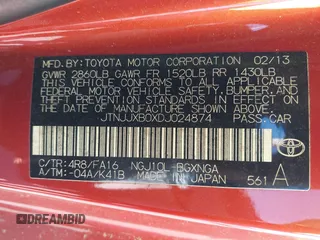 MFD. BY: TOYOTA MOTOR CORPORATION 02/13
GVWR 2860LB GAWR FR 1520LB RR 1430LB
THIS VEHICLE CONFORMS TO ALL APPLICABLE
FEDERAL MOTOR VEHICLE SAFETY, BUMPER, AND
THEFT PREVENTION STANDARDS IN EFFECT ON
THE DATE OF MANUFACTURE SHOWN ABOVE.
JTNJJXB0XDJ024874 PASS.CAR
C/TR: 4R8/FA16 NGJ10L-BGXNGA
A/TM: -04A/K41B MADE IN JAPAN 561 A
TOYOTA
DREAMBID